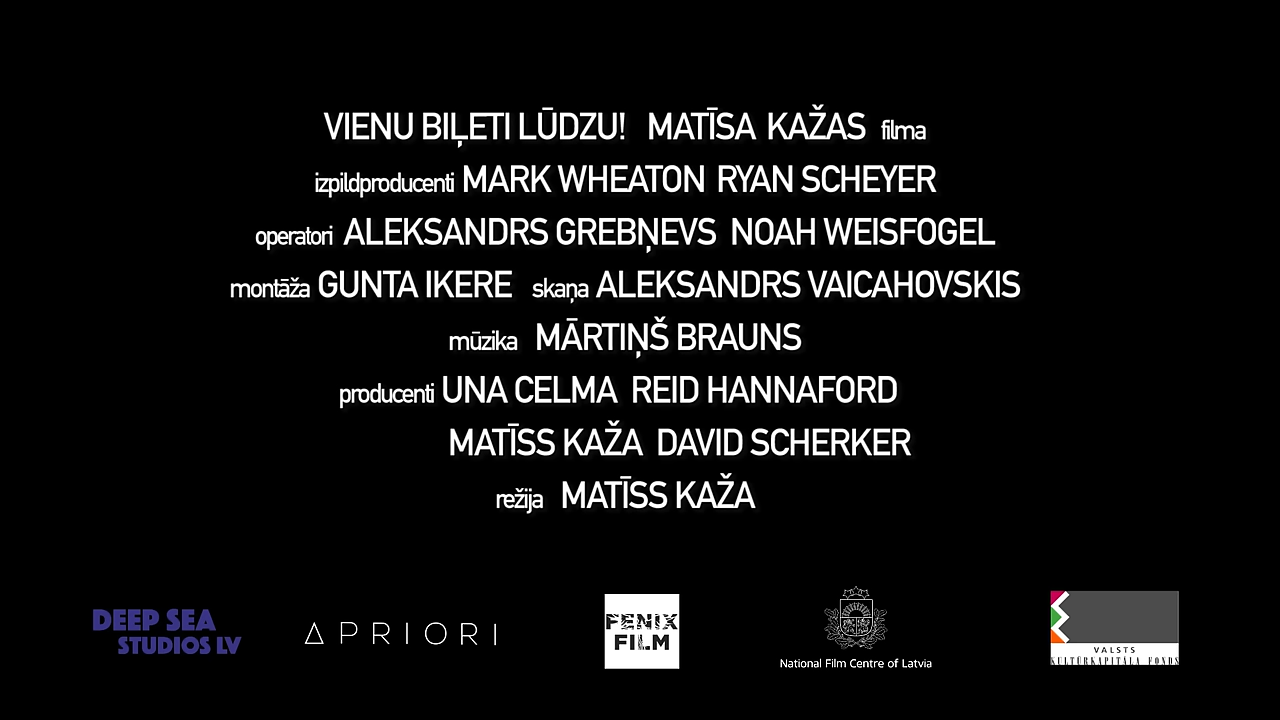 VIENU BIĻETI LŪDZU! MATĪSA KAŽAS filma
izpildproducenti MARK WHEATON RYAN SCHEYER
operatori ALEKSANDRS GREBŅEVS NOAH WEISFOGEL
montāža GUNTA IKERE skaņa ALEKSANDRS VAICAHOVSKIS
mūzika MĀRTIŅŠ BRAUNS
producenti UNA CELMA REID HANNAFORD
MATĪSS KAŽA DAVID SCHERKER
režija MATĪSS KAŽA
DEEP SEA
STUDIOS LV
APRIORI
FENIX
FILM
National Film Centre of Latvia
VALSTS
KULTŪRKAPITĀLA FONDS